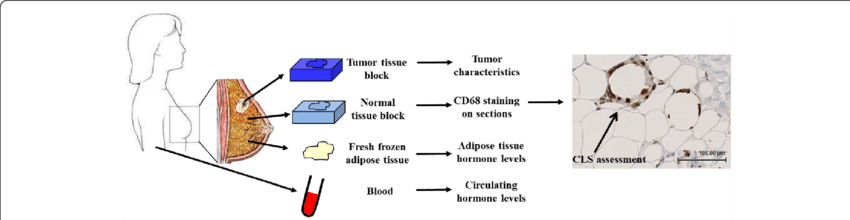 Tumor tissue
block
Tumor
characteristics
Normal
tissue block
CD68 staining
on sections
Fresh frozen
adipose tissue
Adipose tissue
hormone levels
Blood
Circulating
hormone levels
CLS assessment
100.00 µm